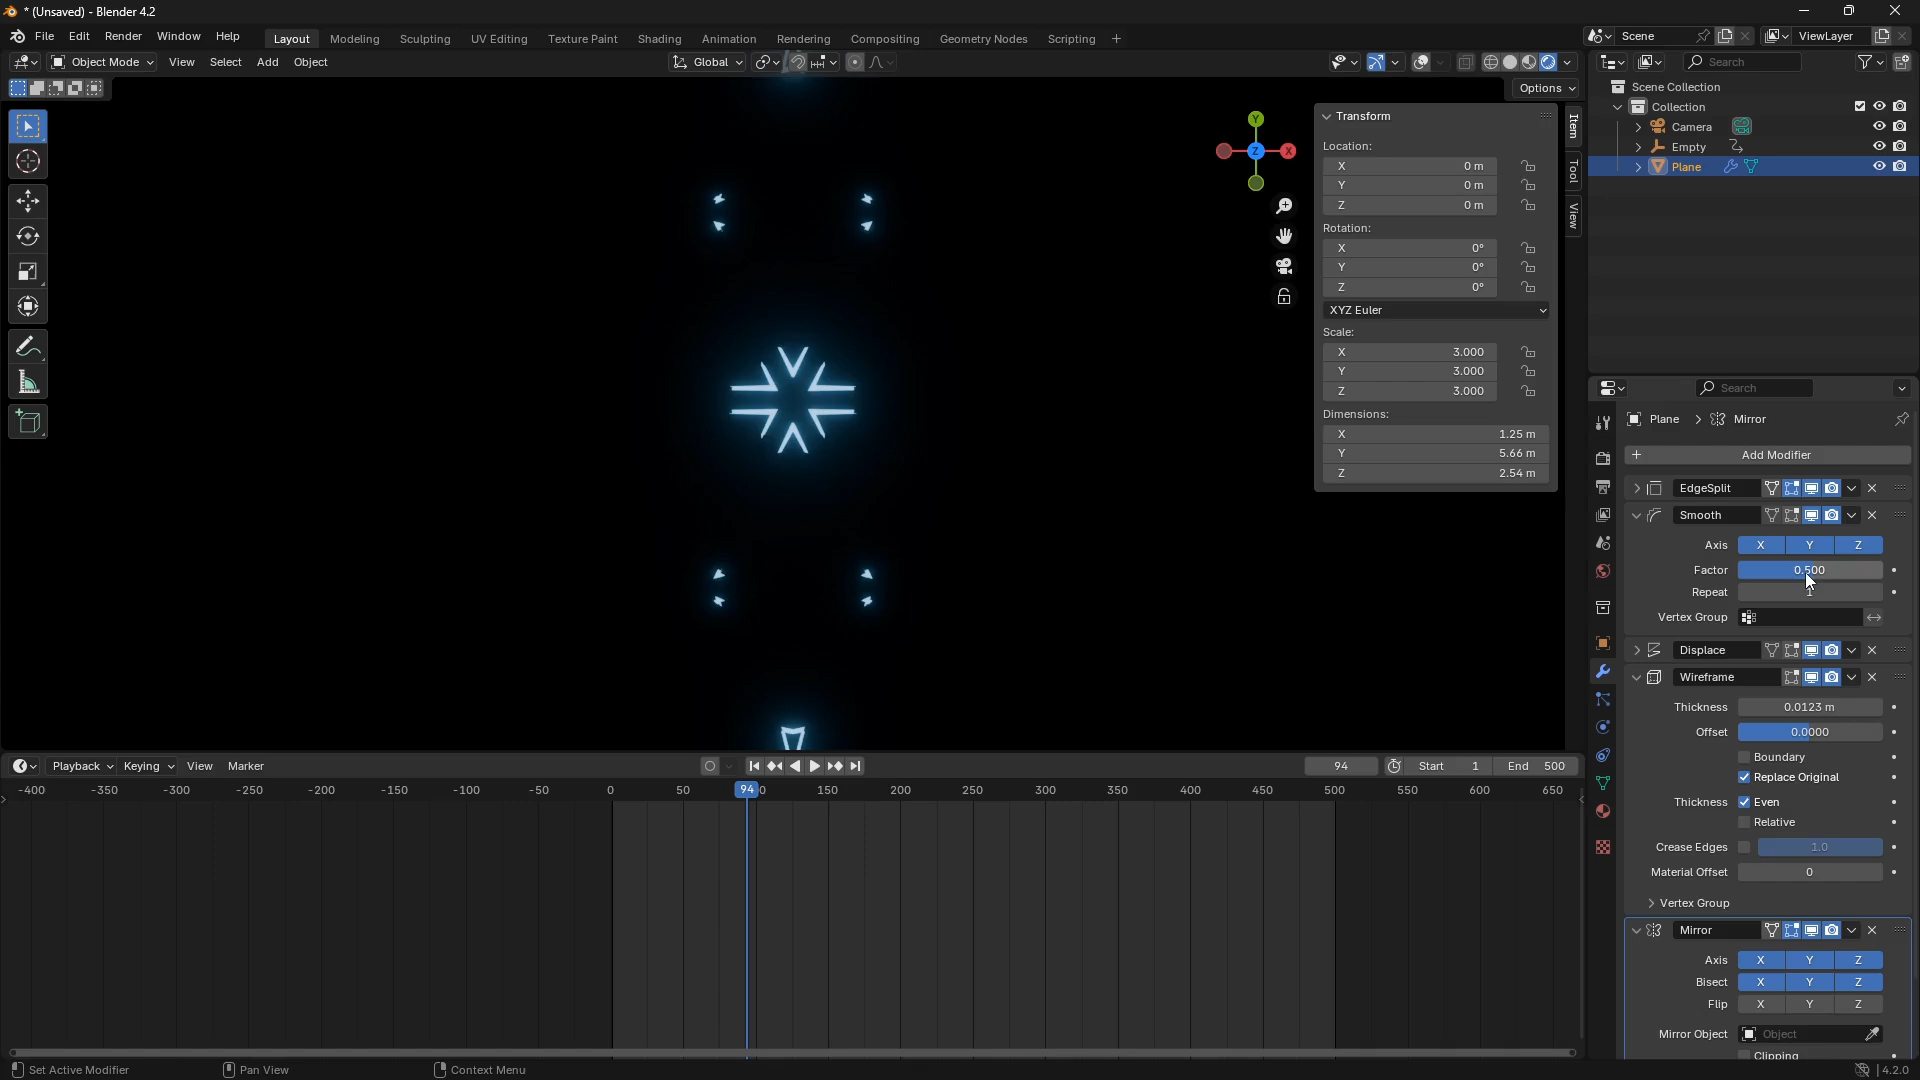 * (Unsaved) - Blender 4.2
File Edit Render Window Help Layout Modeling Sculpting UV Editing Texture Paint Shading Animation Rendering Compositing Geometry Nodes Scripting + Scene ViewLayer
Object Mode View Select Add Object Global Search
Options
Scene Collection
Collection
Camera
Empty
Plane
Y
X
Z
Item
Tool
View
Transform
Location:
X 0 m
Y 0 m
Z 0 m
Rotation:
X 0°
Y 0°
Z 0°
XYZ Euler
Scale:
X 3.000
Y 3.000
Z 3.000
Dimensions:
X 1.25 m
Y 5.66 m
Z 2.54 m
Search
Plane > Mirror
+ Add Modifier
EdgeSplit
Smooth
Axis X Y Z
Factor 0.500
Repeat 1
Vertex Group
Displace
Wireframe
Thickness 0.0123 m
Offset 0.0000
Boundary
Replace Original
Thickness Even
Relative
Crease Edges 1.0
Material Offset 0
Vertex Group
Mirror
Axis X Y Z
Bisect X Y Z
Flip X Y Z
Mirror Object Object
Clipping
Playback Keying View Marker 94 Start 1 End 500
-400 -350 -300 -250 -200 -150 -100 -50 0 50 94 150 200 250 300 350 400 450 500 550 600 650
Set Active Modifier Pan View Context Menu 4.2.0